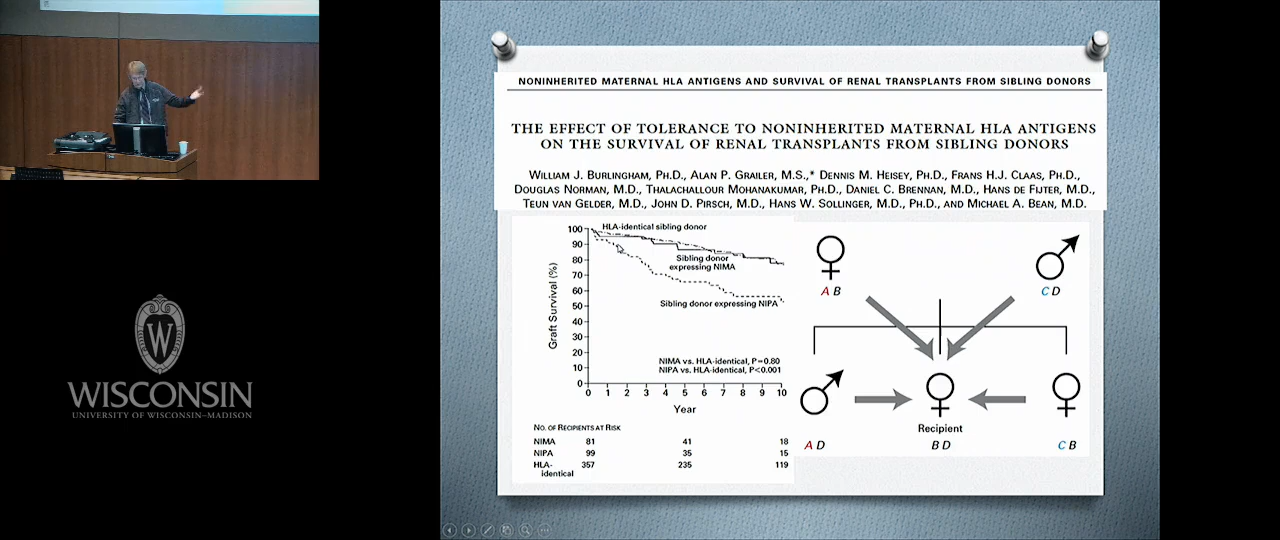 NONINHERITED MATERNAL HLA ANTIGENS AND SURVIVAL OF RENAL TRANSPLANTS FROM SIBLING DONORS
THE EFFECT OF TOLERANCE TO NONINHERITED MATERNAL HLA ANTIGENS
ON THE SURVIVAL OF RENAL TRANSPLANTS FROM SIBLING DONORS
WILLIAM J. BURLINGHAM, PH.D., ALAN P. GRAILER, M.S.,* DENNIS M. HEISEY, PH.D., FRANS H.J. CLAAS, PH.D.,
DOUGLAS NORMAN, M.D., THALACHALLOUR MOHANAKUMAR, PH.D., DANIEL C. BRENNAN, M.D., HANS DE FIJTER, M.D.,
TEUN VAN GELDER, M.D., JOHN D. PIRSCH, M.D., HANS W. SOLLINGER, M.D., PH.D., AND MICHAEL A. BEAN, M.D.
100
90
80
70
60
50
40
30
20
10
0
Graft Survival (%)
HLA-identical sibling donor
Sibling donor
expressing NIMA
Sibling donor expressing NIPA
NIMA vs. HLA-identical, P=0.80
NIPA vs. HLA-identical, P<0.001
0 1 2 3 4 5 6 7 8 9 10
Year
NO. OF RECIPIENTS AT RISK
NIMA 81 41 18
NIPA 99 35 15
HLA- 357 235 119
identical
A B
C D
Recipient
A D
B D
C B
W
WISCONSIN
UNIVERSITY OF WISCONSIN–MADISON